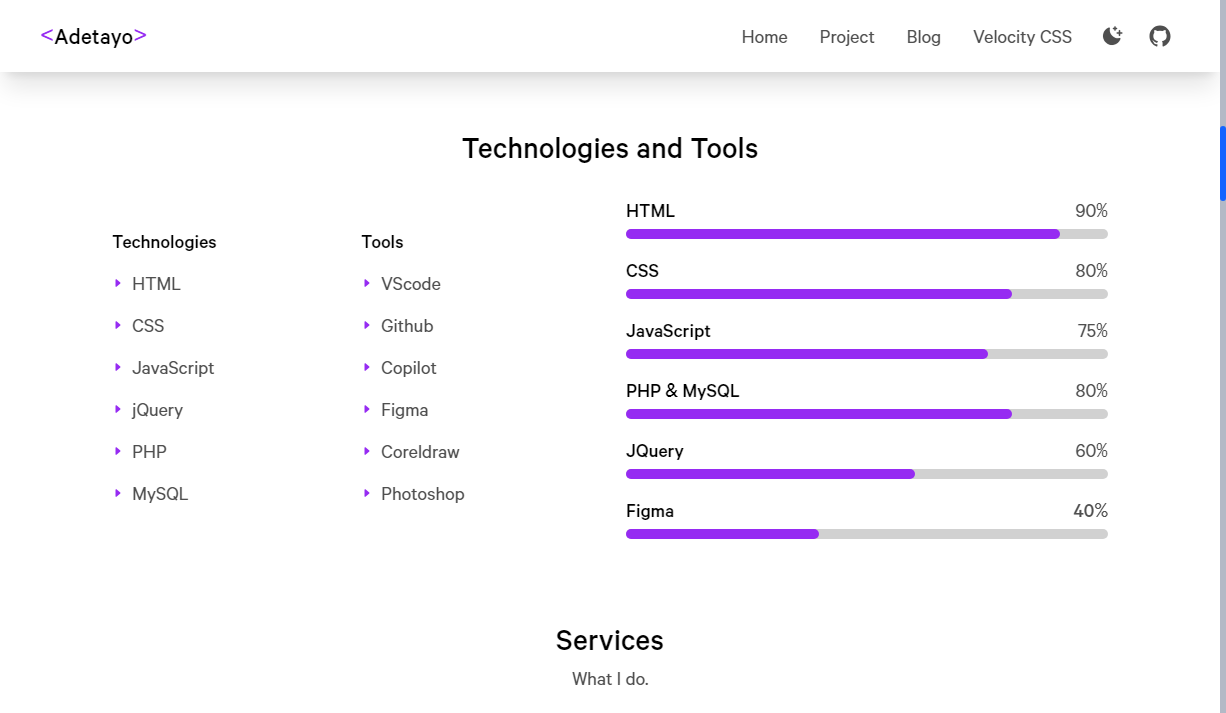 <Adetayo>
Home Project Blog Velocity CSS
Technologies and Tools
Technologies
HTML
CSS
JavaScript
jQuery
PHP
MySQL
Tools
VScode
Github
Copilot
Figma
Coreldraw
Photoshop
HTML 90%
CSS 80%
JavaScript 75%
PHP & MySQL 80%
JQuery 60%
Figma 40%
Services
What I do.